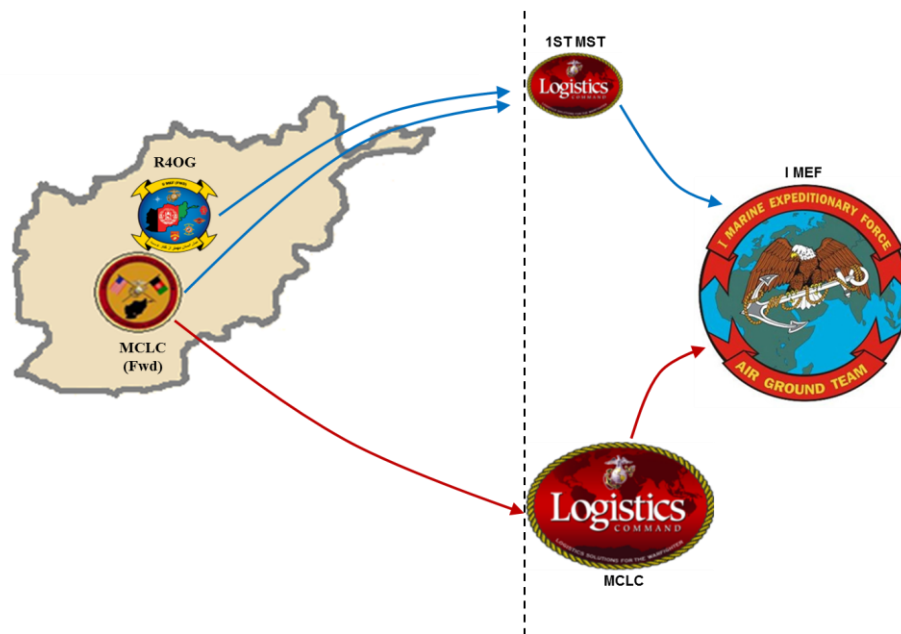 1ST MST
Logistics
COMMAND
R4OG
MCLC
(Fwd)
I MEF
I MARINE EXPEDITIONARY FORCE
AIR GROUND TEAM
Logistics
COMMAND
LOGISTICS SOLUTIONS FOR THE WARFIGHTER
MCLC